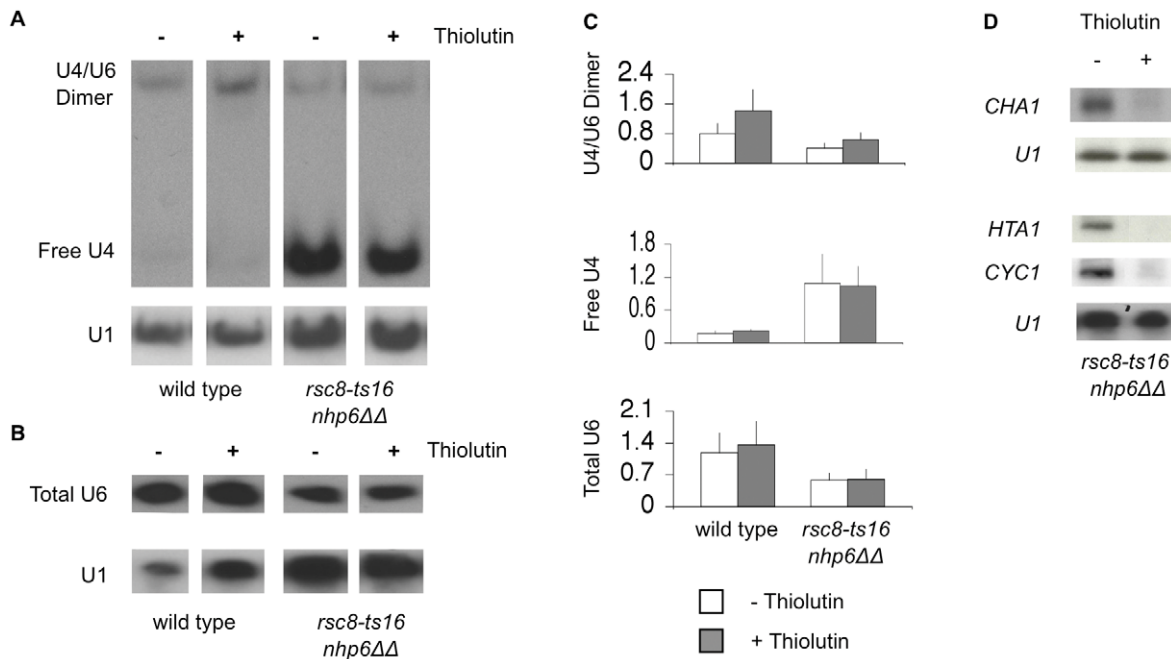 A
- + - + Thiolutin
U4/U6
Dimer
Free U4
U1
wild type
rsc8-ts16
nhp6ΔΔ
B
- + - + Thiolutin
Total U6
U1
wild type
rsc8-ts16
nhp6ΔΔ
C
U4/U6 Dimer
2.4
1.6
0.8
0
Free U4
1.8
1.2
0.6
0
Total U6
2.1
1.4
0.7
0
wild type
rsc8-ts16
nhp6ΔΔ
- Thiolutin
+ Thiolutin
D
Thiolutin
- +
CHA1
U1
HTA1
CYC1
U1
rsc8-ts16
nhp6ΔΔ